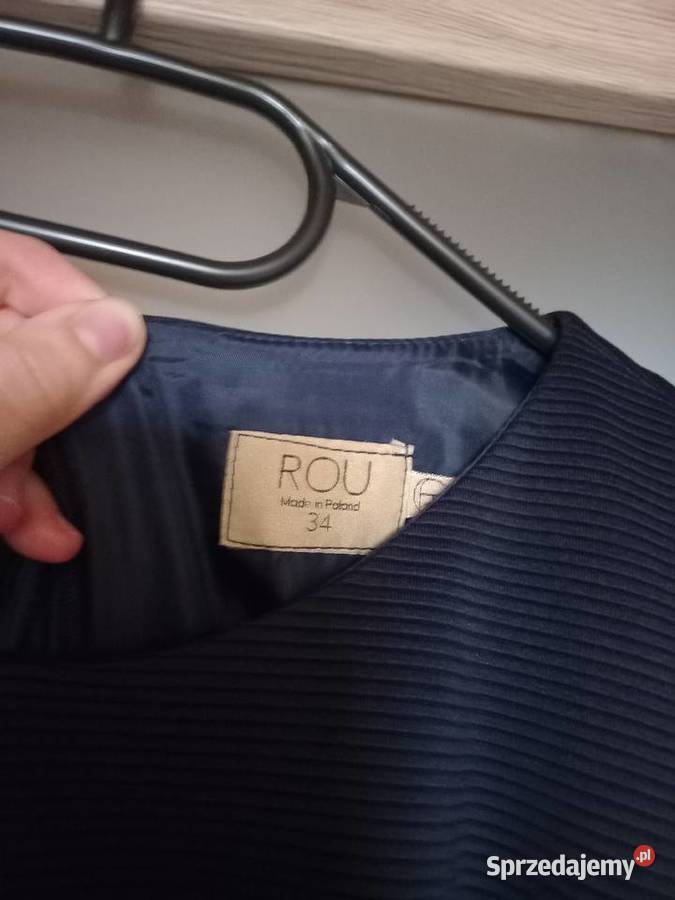 ROU
Made in Poland
34
Sprzedajemy.pl